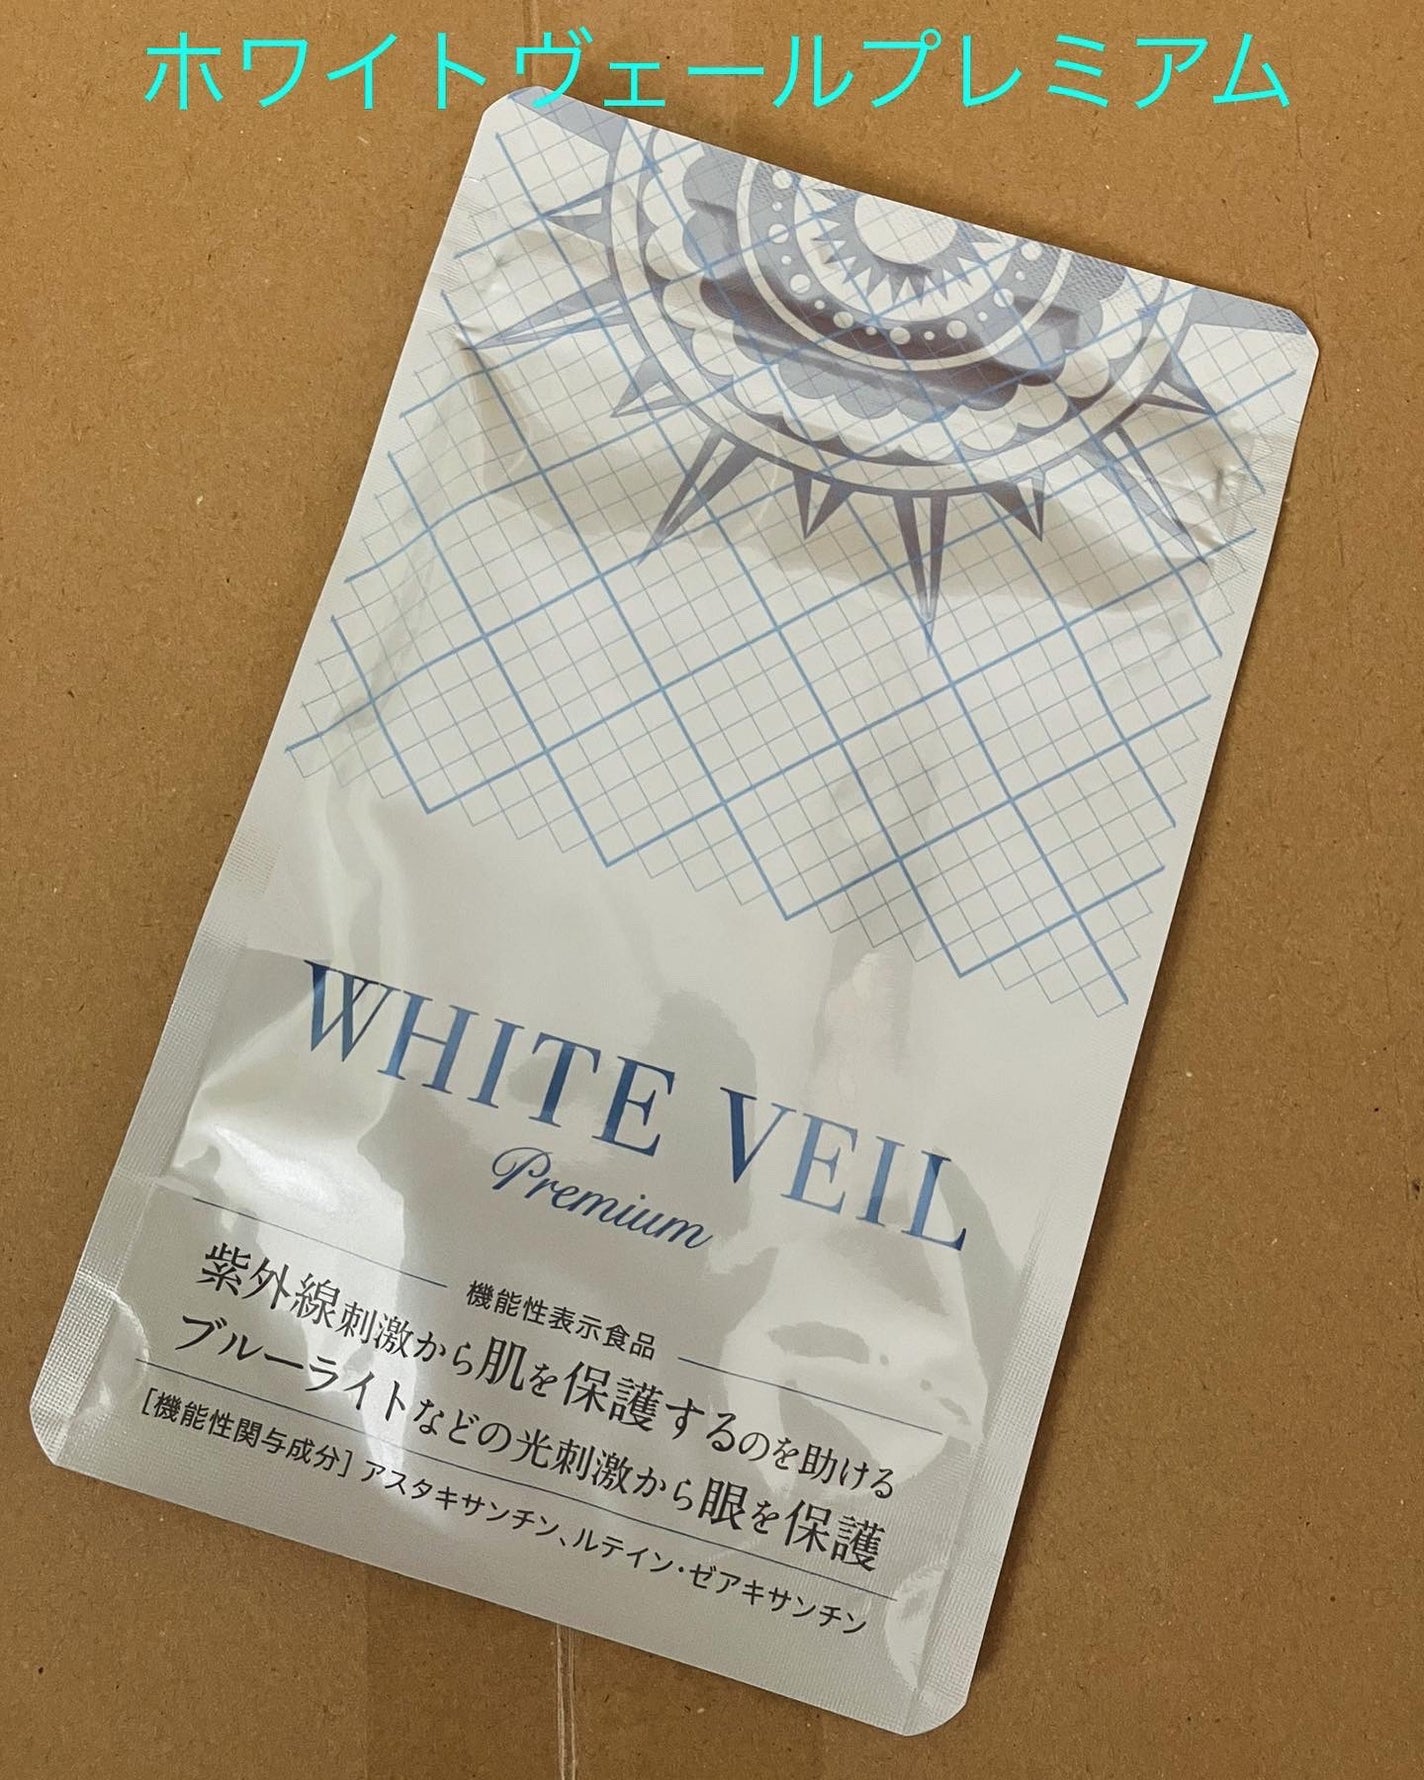 ホワイトヴェールプレミアム
WHITE VEIL
Premium
機能性表示食品
紫外線刺激から肌を保護するのを助ける
ブルーライトなどの光刺激から眼を保護
［機能性関与成分］アスタキサンチン、ルテイン・ゼアキサンチン